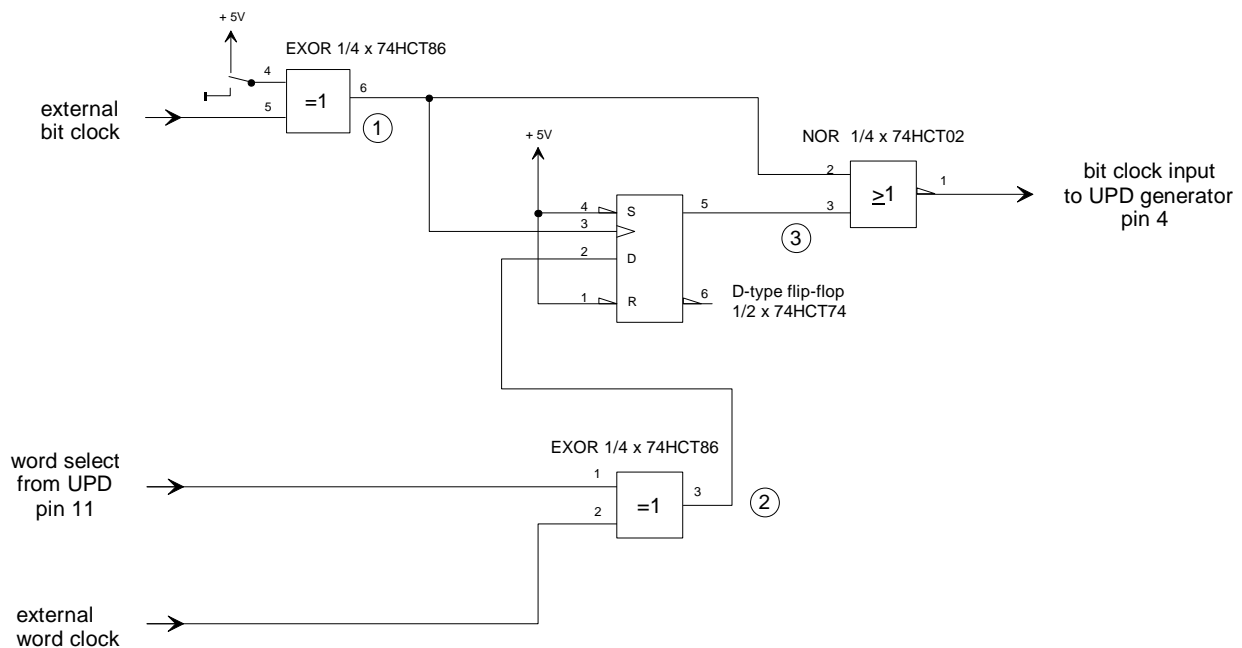 + 5V
EXOR 1/4 x 74HCT86
4
=1
6
5
external
bit clock
1
+ 5V
NOR 1/4 x 74HCT02
2
≥1
1
3
bit clock input
to UPD generator
pin 4
4
S
5
3
3
2
D
1
R
6
D-type flip-flop
1/2 x 74HCT74
EXOR 1/4 x 74HCT86
word select
from UPD
pin 11
1
=1
3
2
2
external
word clock